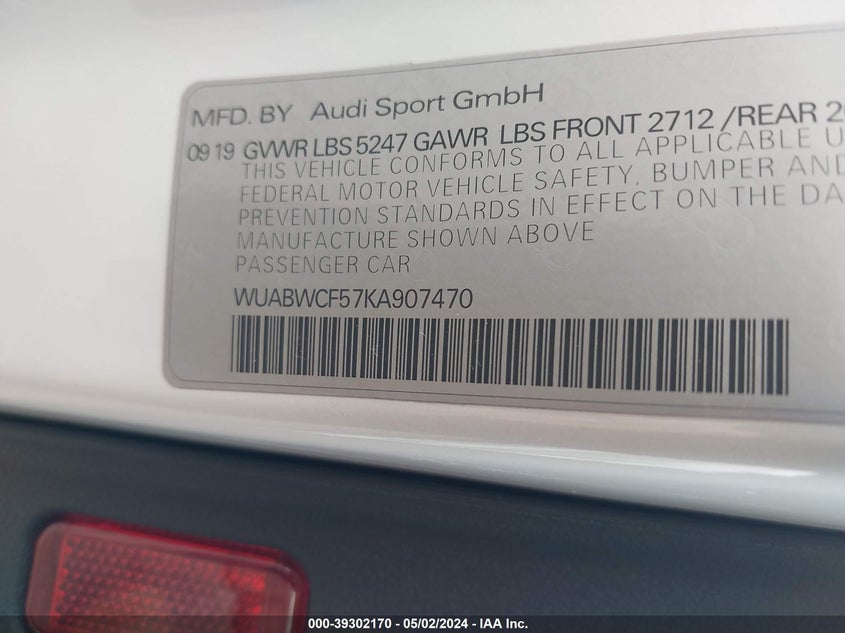 MFD. BY Audi Sport GmbH
09 19 GVWR LBS 5247 GAWR LBS FRONT 2712 /REAR
THIS VEHICLE CONFORMS TO ALL APPLICABLE
FEDERAL MOTOR VEHICLE SAFETY, BUMPER AND
PREVENTION STANDARDS IN EFFECT ON THE
MANUFACTURE SHOWN ABOVE
PASSENGER CAR
WUABWCF57KA907470
000-39302170 - 05/02/2024 - IAA Inc.